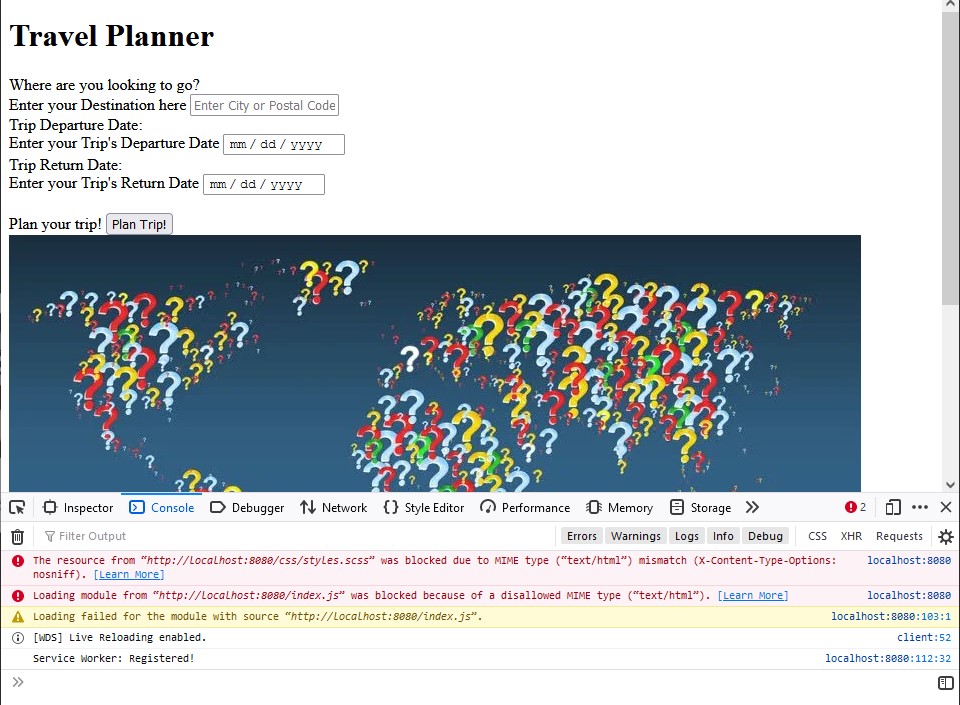 Travel Planner
Where are you looking to go?
Enter your Destination here Enter City or Postal Code
Trip Departure Date:
Enter your Trip's Departure Date mm / dd / yyyy
Trip Return Date:
Enter your Trip's Return Date mm / dd / yyyy
Plan your trip! Plan Trip!
Inspector Console Debugger Network Style Editor Performance Memory Storage 2
Filter Output Errors Warnings Logs Info Debug CSS XHR Requests
The resource from “http://localhost:8080/css/styles.scss” was blocked due to MIME type (“text/html”) mismatch (X-Content-Type-Options: localhost:8080
nosniff). [Learn More]
Loading module from “http://localhost:8080/index.js” was blocked because of a disallowed MIME type (“text/html”). [Learn More] localhost:8080
Loading failed for the module with source “http://localhost:8080/index.js”. localhost:8080:103:1
[WDS] Live Reloading enabled. client:52
Service Worker: Registered! localhost:8080:112:32